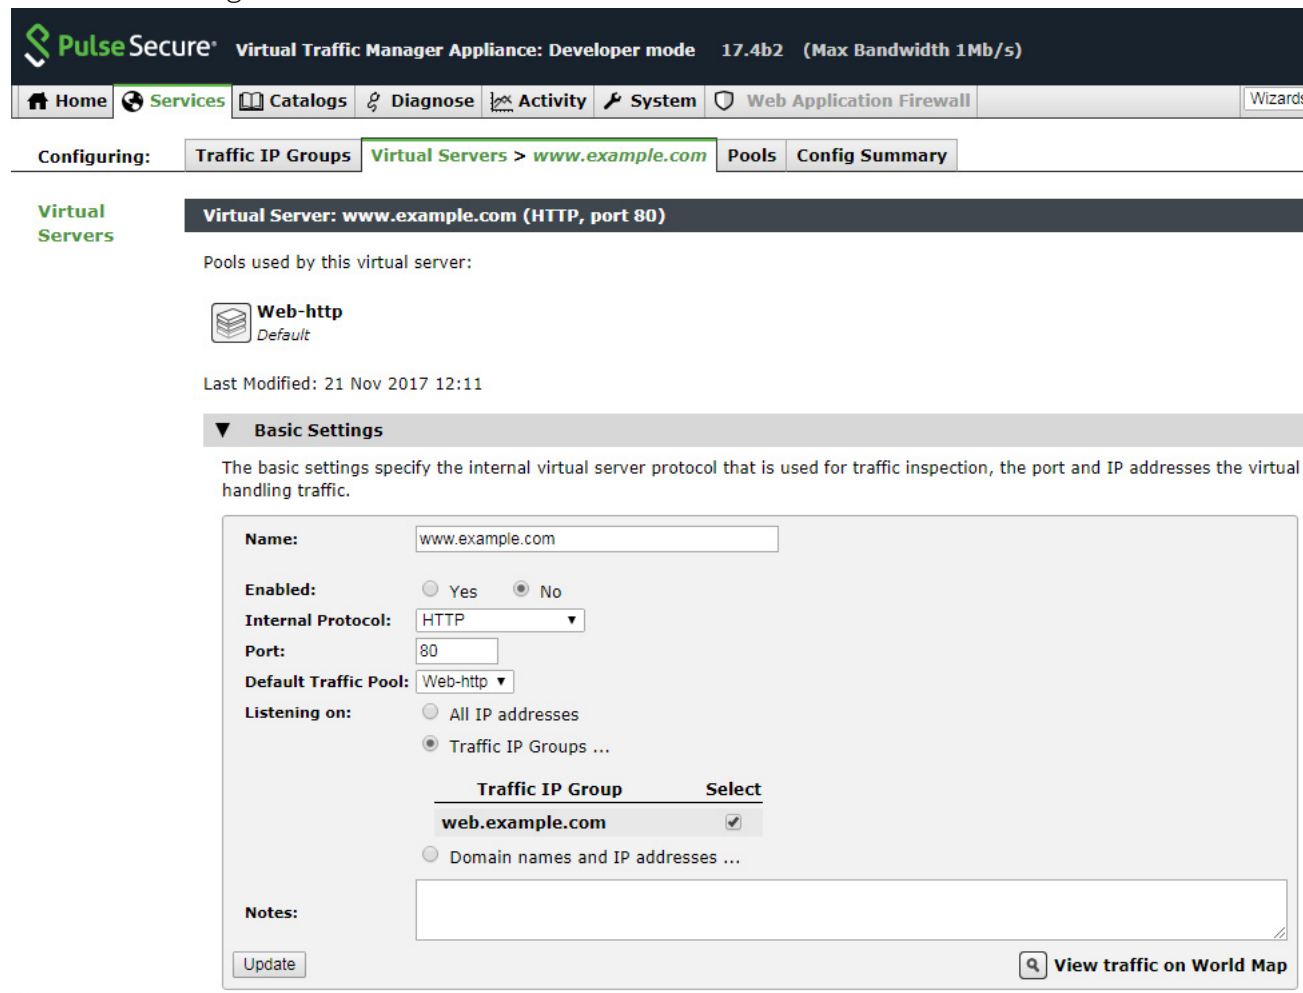 Pulse Secure® Virtual Traffic Manager Appliance: Developer mode 17.4b2 (Max Bandwidth 1Mb/s)
Home Services Catalogs Diagnose Activity System Web Application Firewall Wizards
Configuring: Traffic IP Groups Virtual Servers > www.example.com Pools Config Summary
Virtual
Servers
Virtual Server: www.example.com (HTTP, port 80)
Pools used by this virtual server:
Web-http
Default
Last Modified: 21 Nov 2017 12:11
▼ Basic Settings
The basic settings specify the internal virtual server protocol that is used for traffic inspection, the port and IP addresses the virtual
handling traffic.
Name: www.example.com
Enabled: Yes No
Internal Protocol: HTTP
Port: 80
Default Traffic Pool: Web-http
Listening on: All IP addresses
Traffic IP Groups ...
Traffic IP Group Select
web.example.com
Domain names and IP addresses ...
Notes:
Update View traffic on World Map